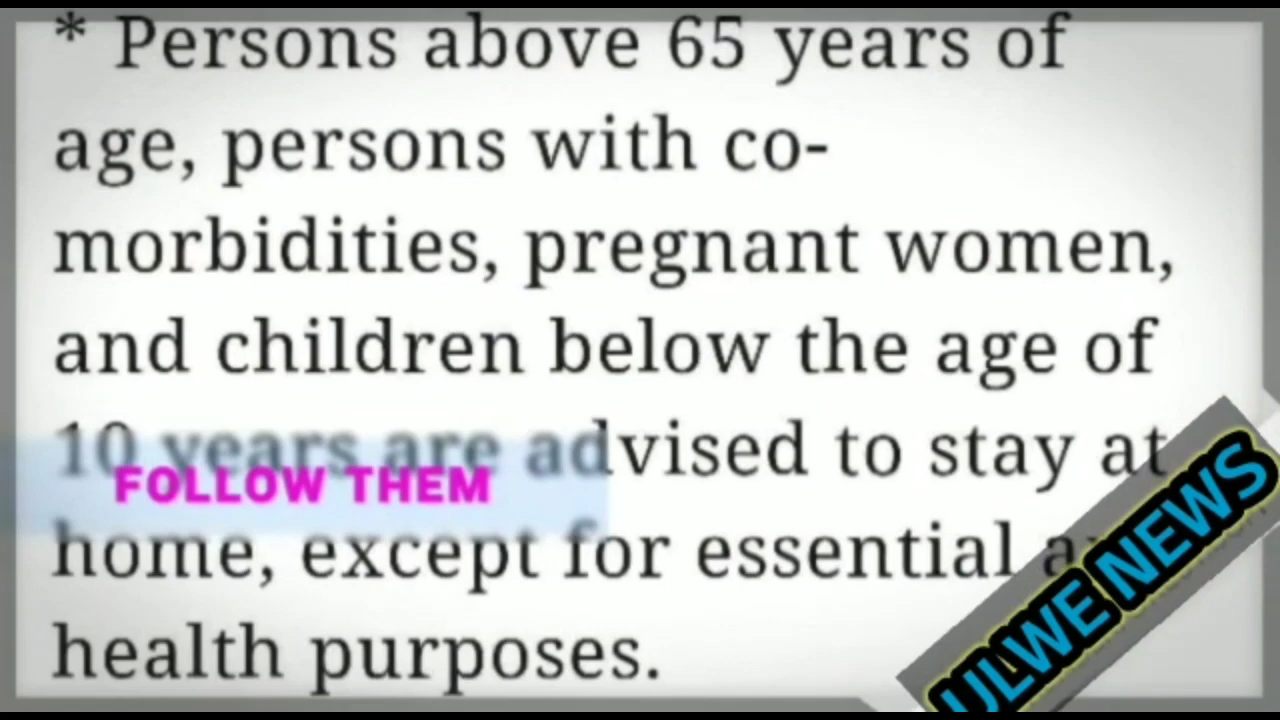 * Persons above 65 years of
age, persons with co-
morbidities, pregnant women,
and children below the age of
10 years are advised to stay at
FOLLOW THEM
home, except for essential
health purposes.
ULWE NEWS